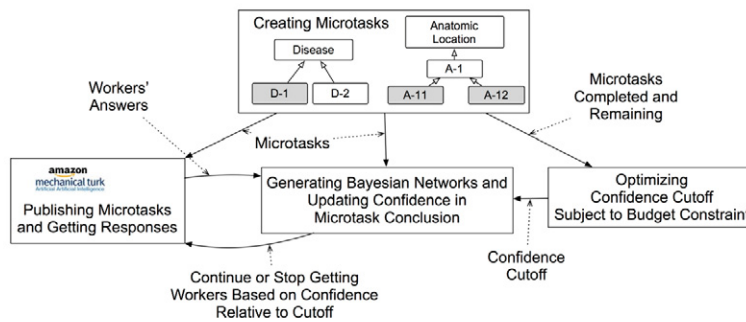 Creating Microtasks
Disease
D-1
D-2
Anatomic
Location
A-1
A-11
A-12
Workers'
Answers
Microtasks
Microtasks
Completed and
Remaining
amazon
mechanical turk
Artificial Artificial Intelligence
Publishing Microtasks
and Getting Responses
Generating Bayesian Networks and
Updating Confidence in
Microtask Conclusion
Optimizing
Confidence Cutoff
Subject to Budget Constraint
Continue or Stop Getting
Workers Based on Confidence
Relative to Cutoff
Confidence
Cutoff